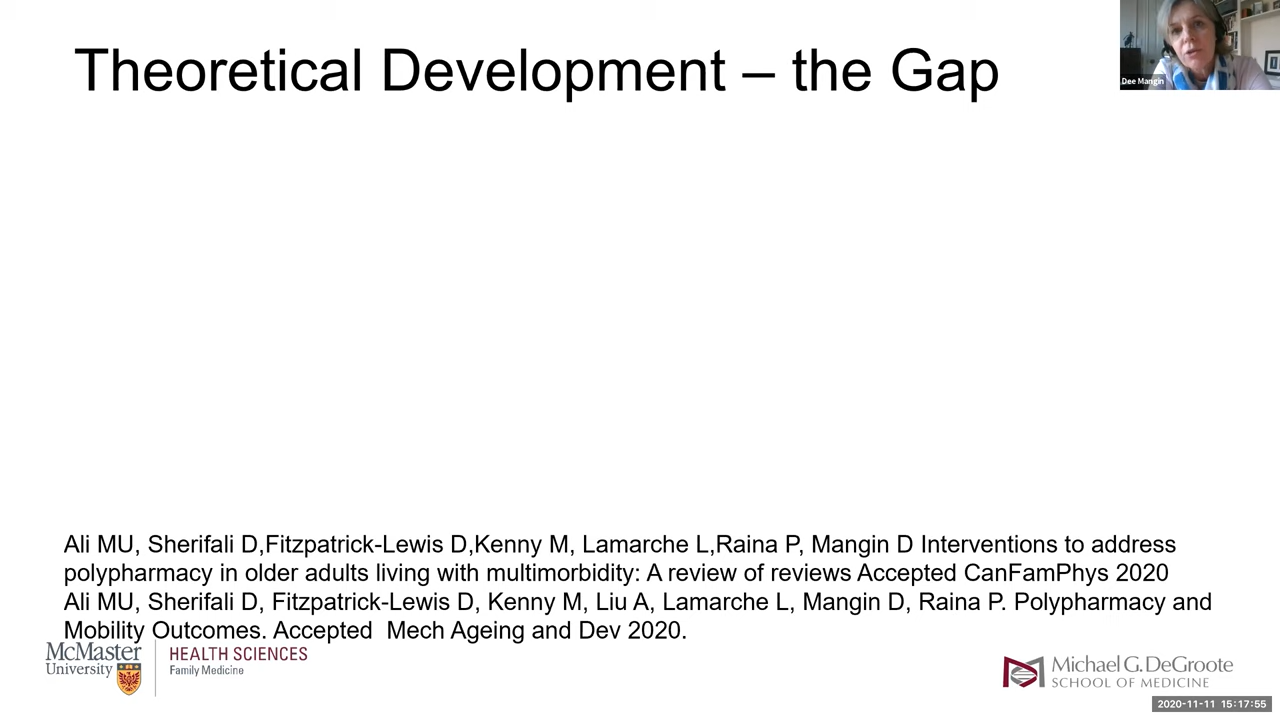 Theoretical Development – the Gap
Dee Mangin
Ali MU, Sherifali D,Fitzpatrick-Lewis D,Kenny M, Lamarche L,Raina P, Mangin D Interventions to address
polypharmacy in older adults living with multimorbidity: A review of reviews Accepted CanFamPhys 2020
Ali MU, Sherifali D, Fitzpatrick-Lewis D, Kenny M, Liu A, Lamarche L, Mangin D, Raina P. Polypharmacy and
Mobility Outcomes. Accepted  Mech Ageing and Dev 2020.
McMaster
University
HEALTH SCIENCES
Family Medicine
Michael G. DeGroote
SCHOOL OF MEDICINE
2020-11-11 15:17:55